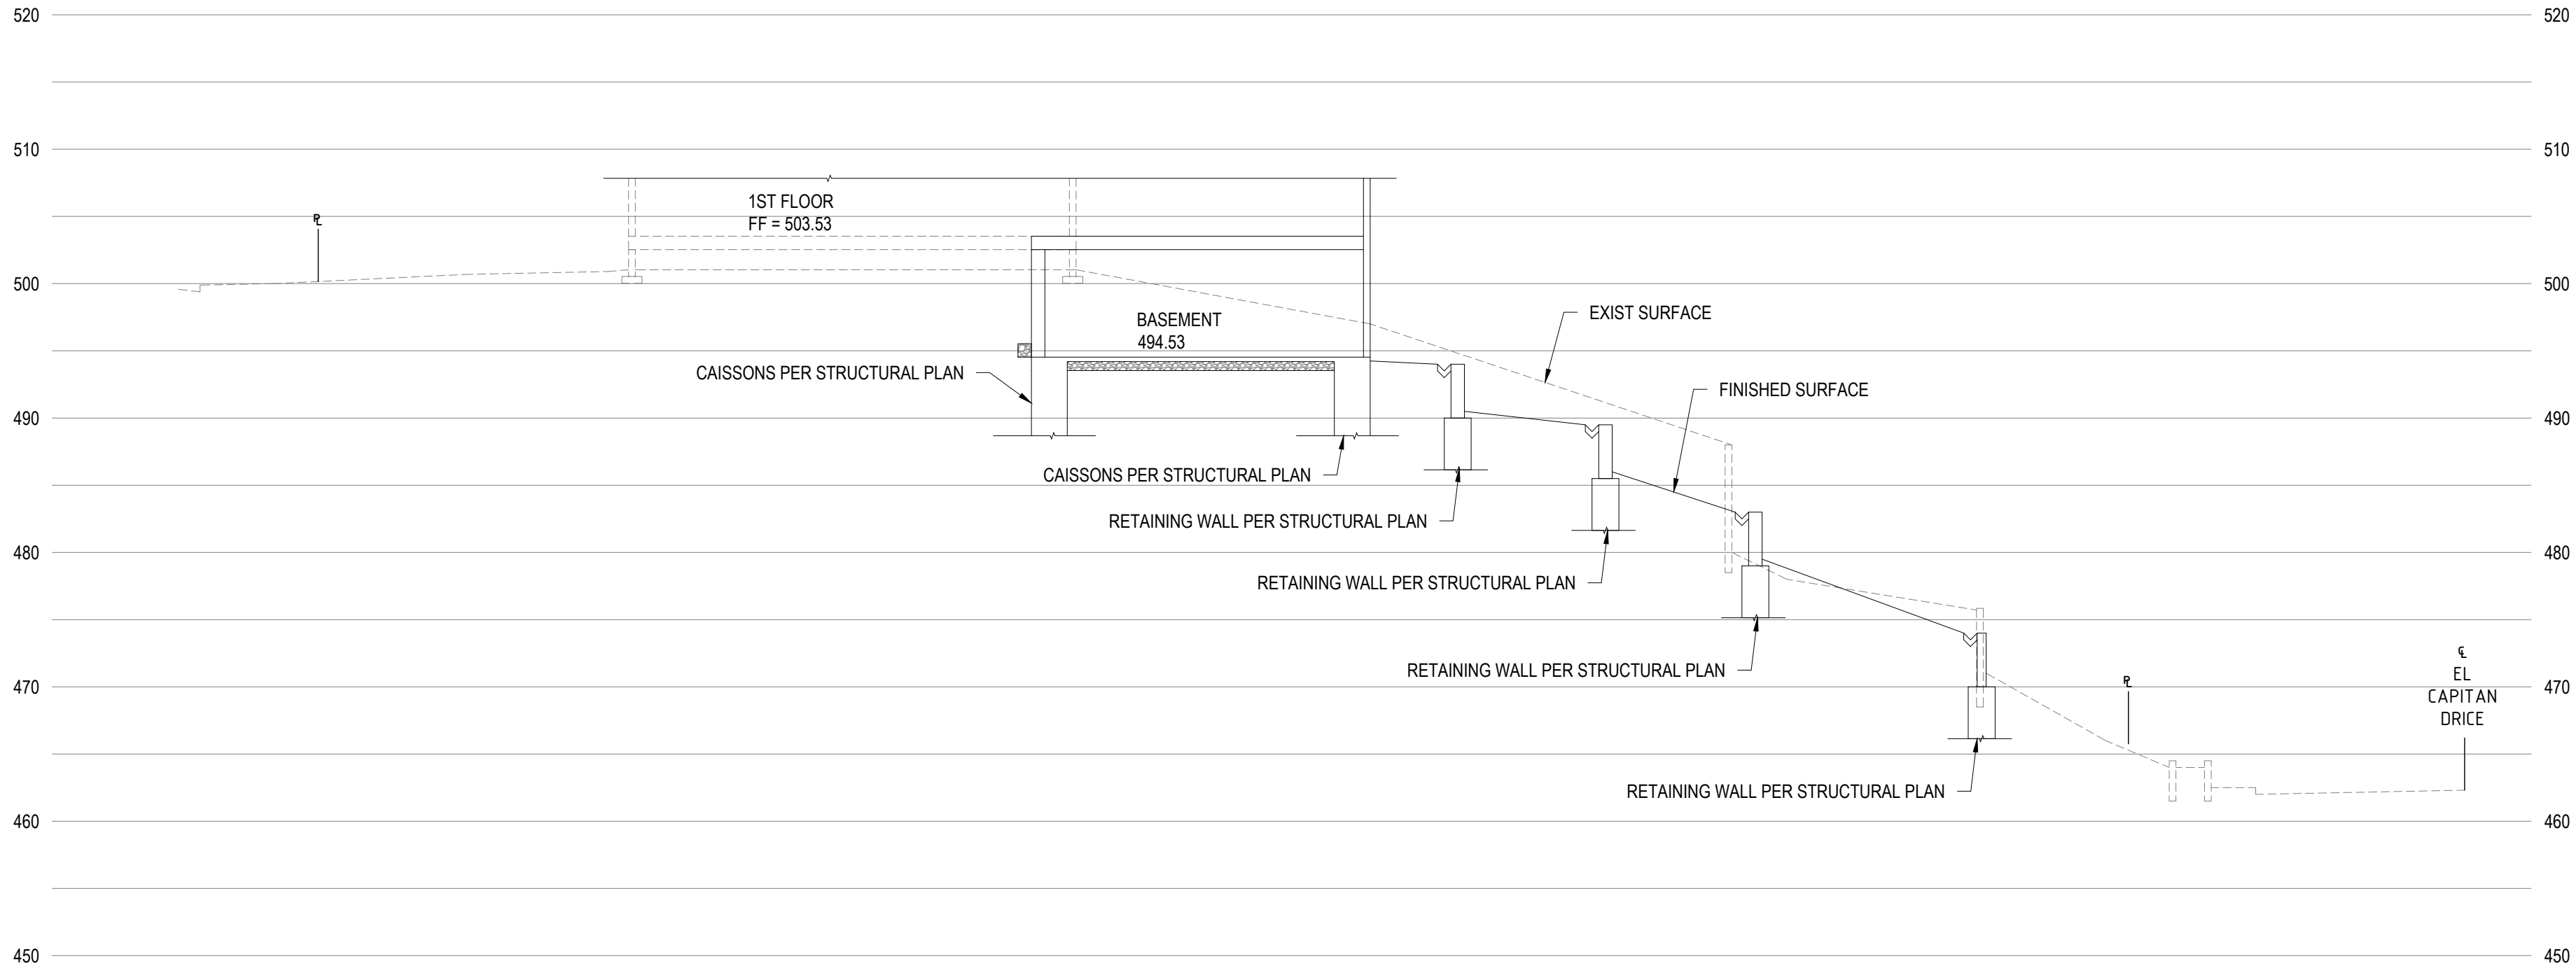 520
520
510
510
1ST FLOOR
FF = 503.53
℄
500
500
EXIST SURFACE
BASEMENT
494.53
CAISSONS PER STRUCTURAL PLAN
FINISHED SURFACE
490
490
CAISSONS PER STRUCTURAL PLAN
RETAINING WALL PER STRUCTURAL PLAN
480
480
RETAINING WALL PER STRUCTURAL PLAN
RETAINING WALL PER STRUCTURAL PLAN
℄
EL
CAPITAN
DRICE
470
470
PL
RETAINING WALL PER STRUCTURAL PLAN
460
460
450
450